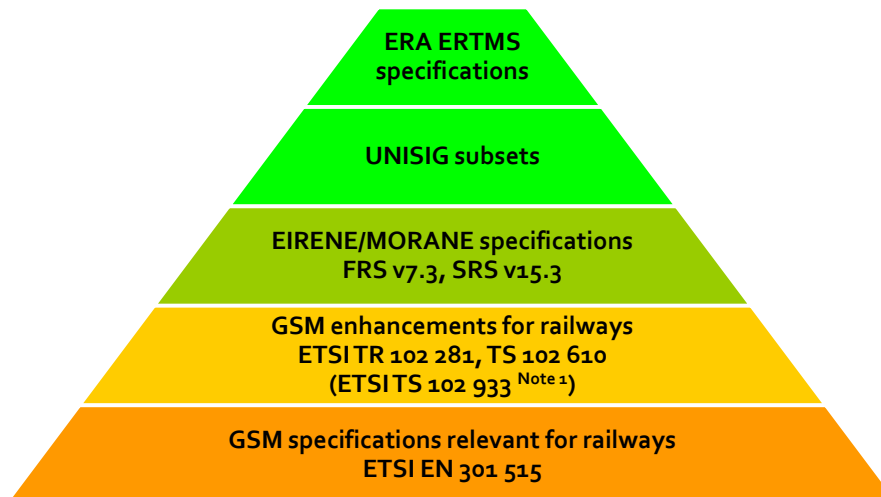 ERA ERTMS
specifications
UNISIG subsets
EIRENE/MORANE specifications
FRS v7.3, SRS v15.3
GSM enhancements for railways
ETSI TR 102 281, TS 102 610
(ETSI TS 102 933 Note 1)
GSM specifications relevant for railways
ETSI EN 301 515